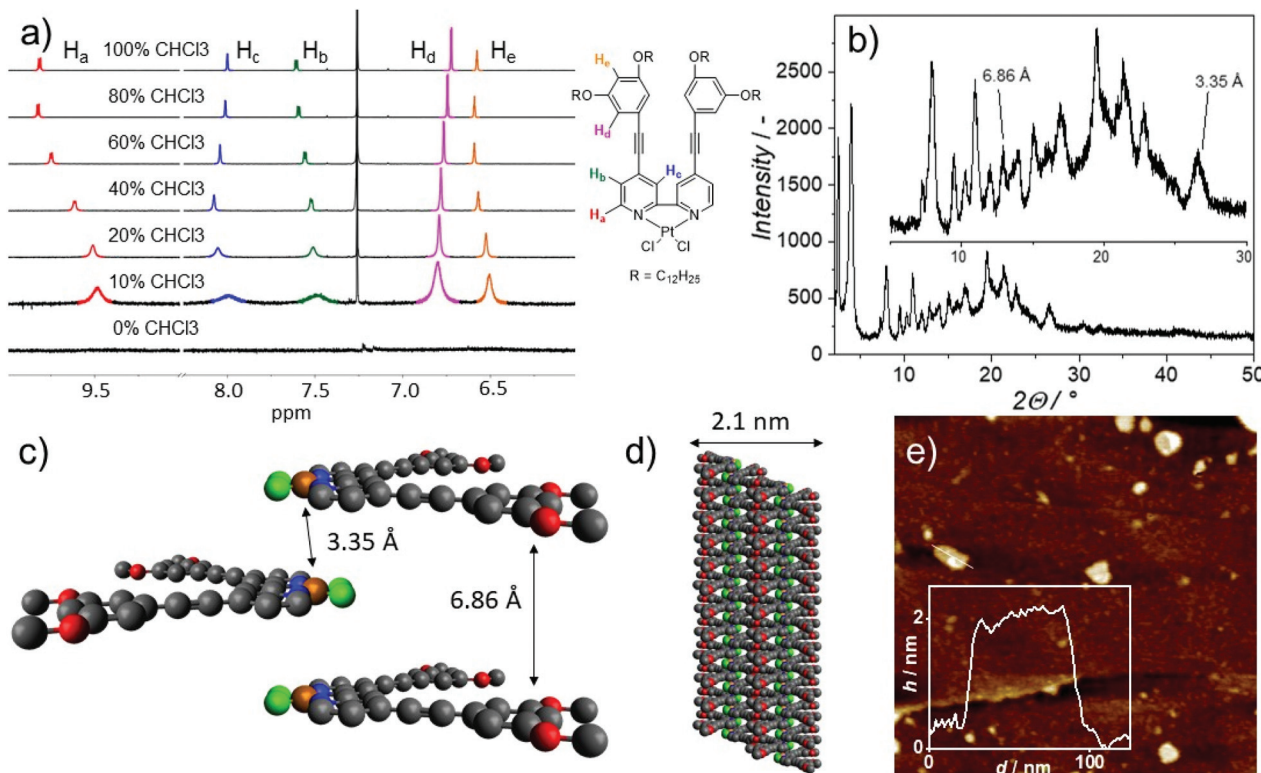 a)
Ha
100% CHCl3
Hc
Hb
Hd
He
80% CHCl3
60% CHCl3
40% CHCl3
20% CHCl3
10% CHCl3
0% CHCl3
9.5
8.0
7.5
7.0
6.5
ppm
He
OR
RO
Hd
OR
OR
Hb
Hc
Ha
N
N
Pt
Cl
Cl
R = C12H25
b)
Intensity / -
2500
2000
1500
1000
500
0
6.86 Å
3.35 Å
10
20
30
10
20
30
40
50
2Θ / °
c)
3.35 Å
6.86 Å
d)
2.1 nm
e)
h / nm
2
0
0
100
d / nm